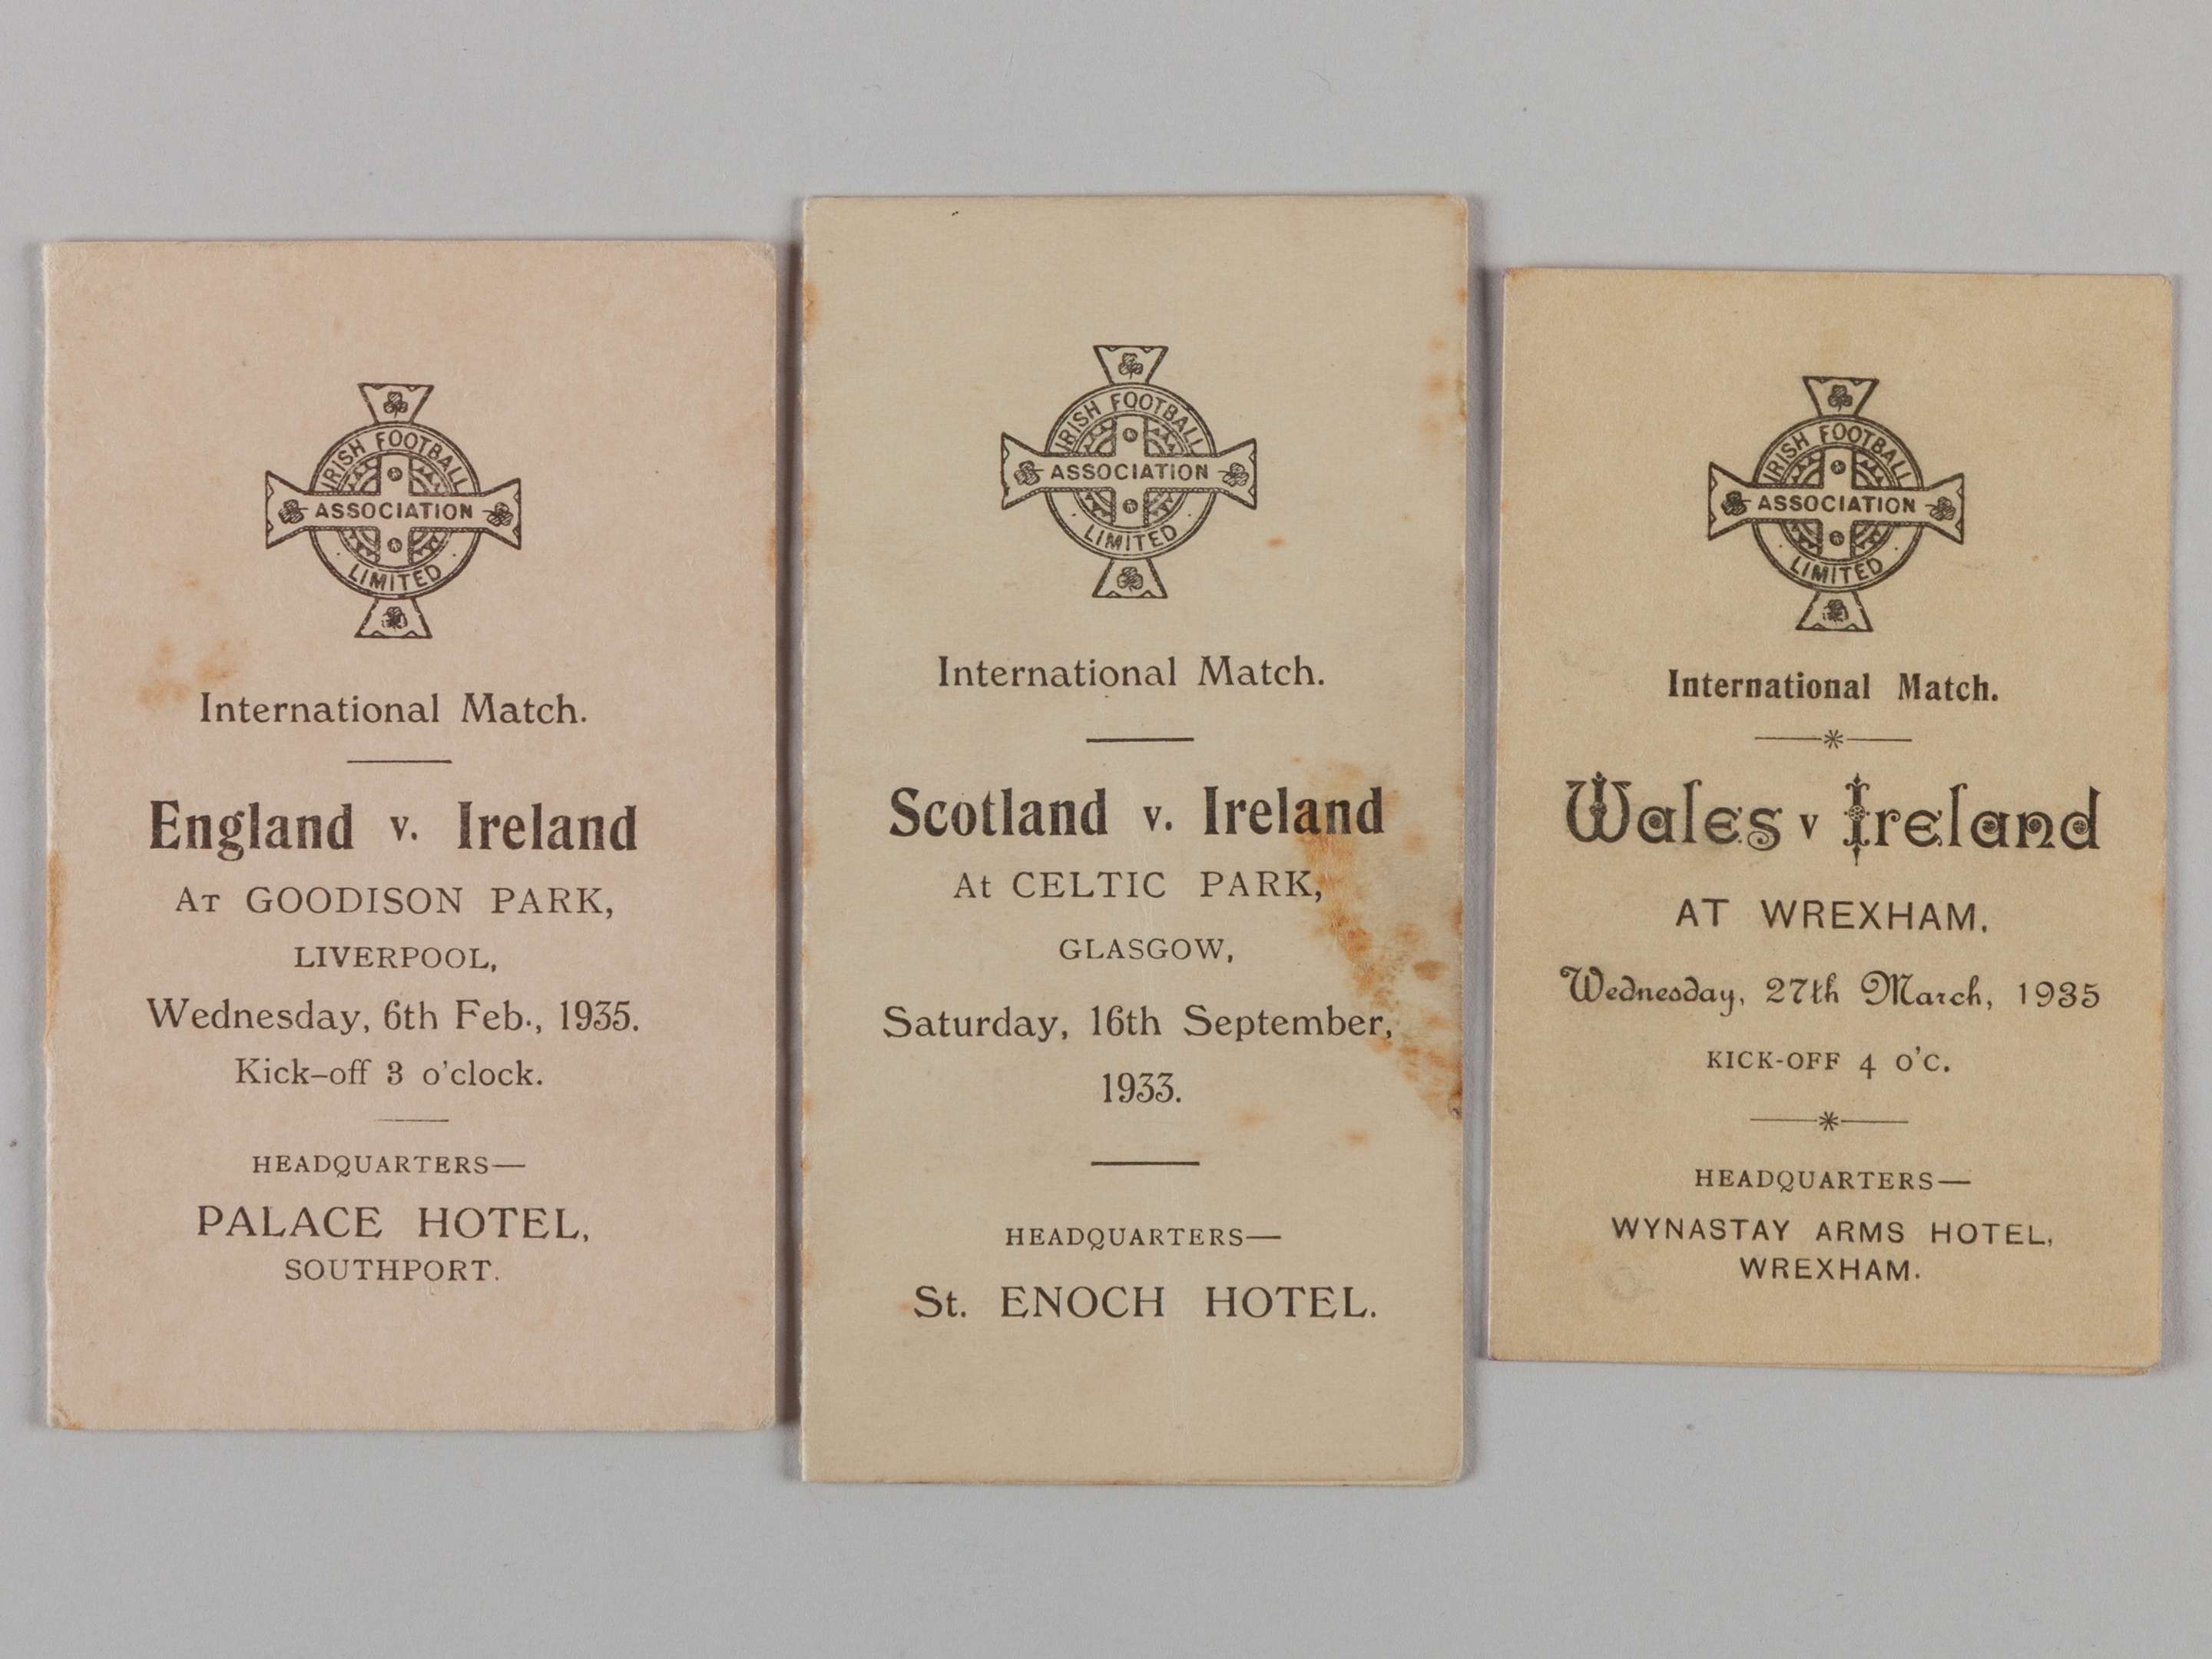 IRISH FOOTBALL
ASSOCIATION
LIMITED
International Match.
England v. Ireland
At GOODISON PARK,
LIVERPOOL,
Wednesday, 6th Feb., 1935.
Kick-off 3 o'clock.
HEADQUARTERS—
PALACE HOTEL,
SOUTHPORT.
IRISH FOOTBALL
ASSOCIATION
LIMITED
International Match.
Scotland v. Ireland
At CELTIC PARK,
GLASGOW,
Saturday, 16th September,
1933.
HEADQUARTERS—
St. ENOCH HOTEL.
IRISH FOOTBALL
ASSOCIATION
LIMITED
International Match.
Wales v Ireland
AT WREXHAM.
Wednesday, 27th March, 1935
KICK-OFF 4 O'C.
HEADQUARTERS—
WYNASTAY ARMS HOTEL,
WREXHAM.